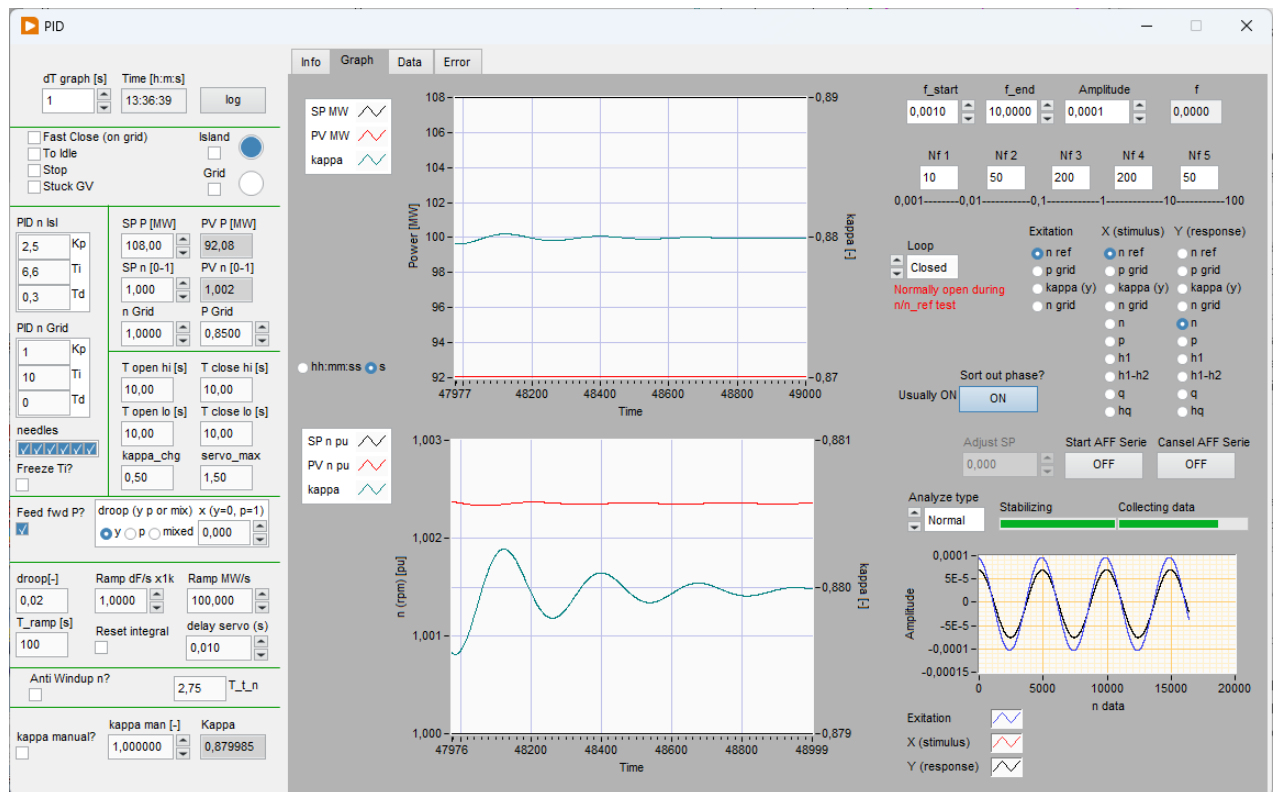 PID
Info Graph Data Error
dT graph [s] Time [h:m:s]
1 13:36:39 log
Fast Close (on grid) Island
To Idle
Stop Grid
Stuck GV
PID n Isl
2,5 Kp
6,6 Ti
0,3 Td
PID n Grid
1 Kp
10 Ti
0 Td
needles
Freeze Ti?
SP P [MW] PV P [MW]
108,00 92,08
SP n [0-1] PV n [0-1]
1,000 1,002
n Grid P Grid
1,0000 0,8500
T open hi [s] T close hi [s]
10,00 10,00
T open lo [s] T close lo [s]
10,00 10,00
kappa_chg servo_max
0,50 1,50
Feed fwd P? droop (y p or mix) x (y=0, p=1)
y p mixed 0,000
droop[-] Ramp dF/s x1k Ramp MW/s
0,02 1,0000 100,000
T_ramp [s] Reset integral delay servo (s)
100 0,010
Anti Windup n? 2,75 T_t_n
kappa manual? kappa man [-] Kappa
1,000000 0,879985
SP MW
PV MW
kappa
hh:mm:ss s
108 0,89
106
104
102
100 0,88
98
96
94
92 0,87
Power [MW]
kappa [-]
47977 48200 48400 48600 48800 49000
Time
SP n pu
PV n pu
kappa
1,003 0,881
1,002
0,880
1,001
1,000 0,879
n (rpm) [pu]
kappa [-]
47976 48200 48400 48600 48800 48999
Time
f_start f_end Amplitude f
0,0010 10,0000 0,0001 0,0000
Nf 1 Nf 2 Nf 3 Nf 4 Nf 5
10 50 200 200 50
0,001--------0,01-----------0,1-----------1-----------10----------100
Loop
Closed
Normally open during
n/n_ref test
Exitation X (stimulus) Y (response)
n ref n ref n ref
p grid p grid p grid
kappa (y) kappa (y) kappa (y)
n grid n grid n grid
n n
p p
h1 h1
h1-h2 h1-h2
q q
hq hq
Sort out phase?
Usually ON ON
Adjust SP Start AFF Serie Cansel AFF Serie
0,000 OFF OFF
Analyze type Stabilizing Collecting data
Normal
0,0001
5E-5
0
-5E-5
-0,0001
-0,00015
Amplitude
0 5000 10000 15000 20000
n data
Exitation
X (stimulus)
Y (response)